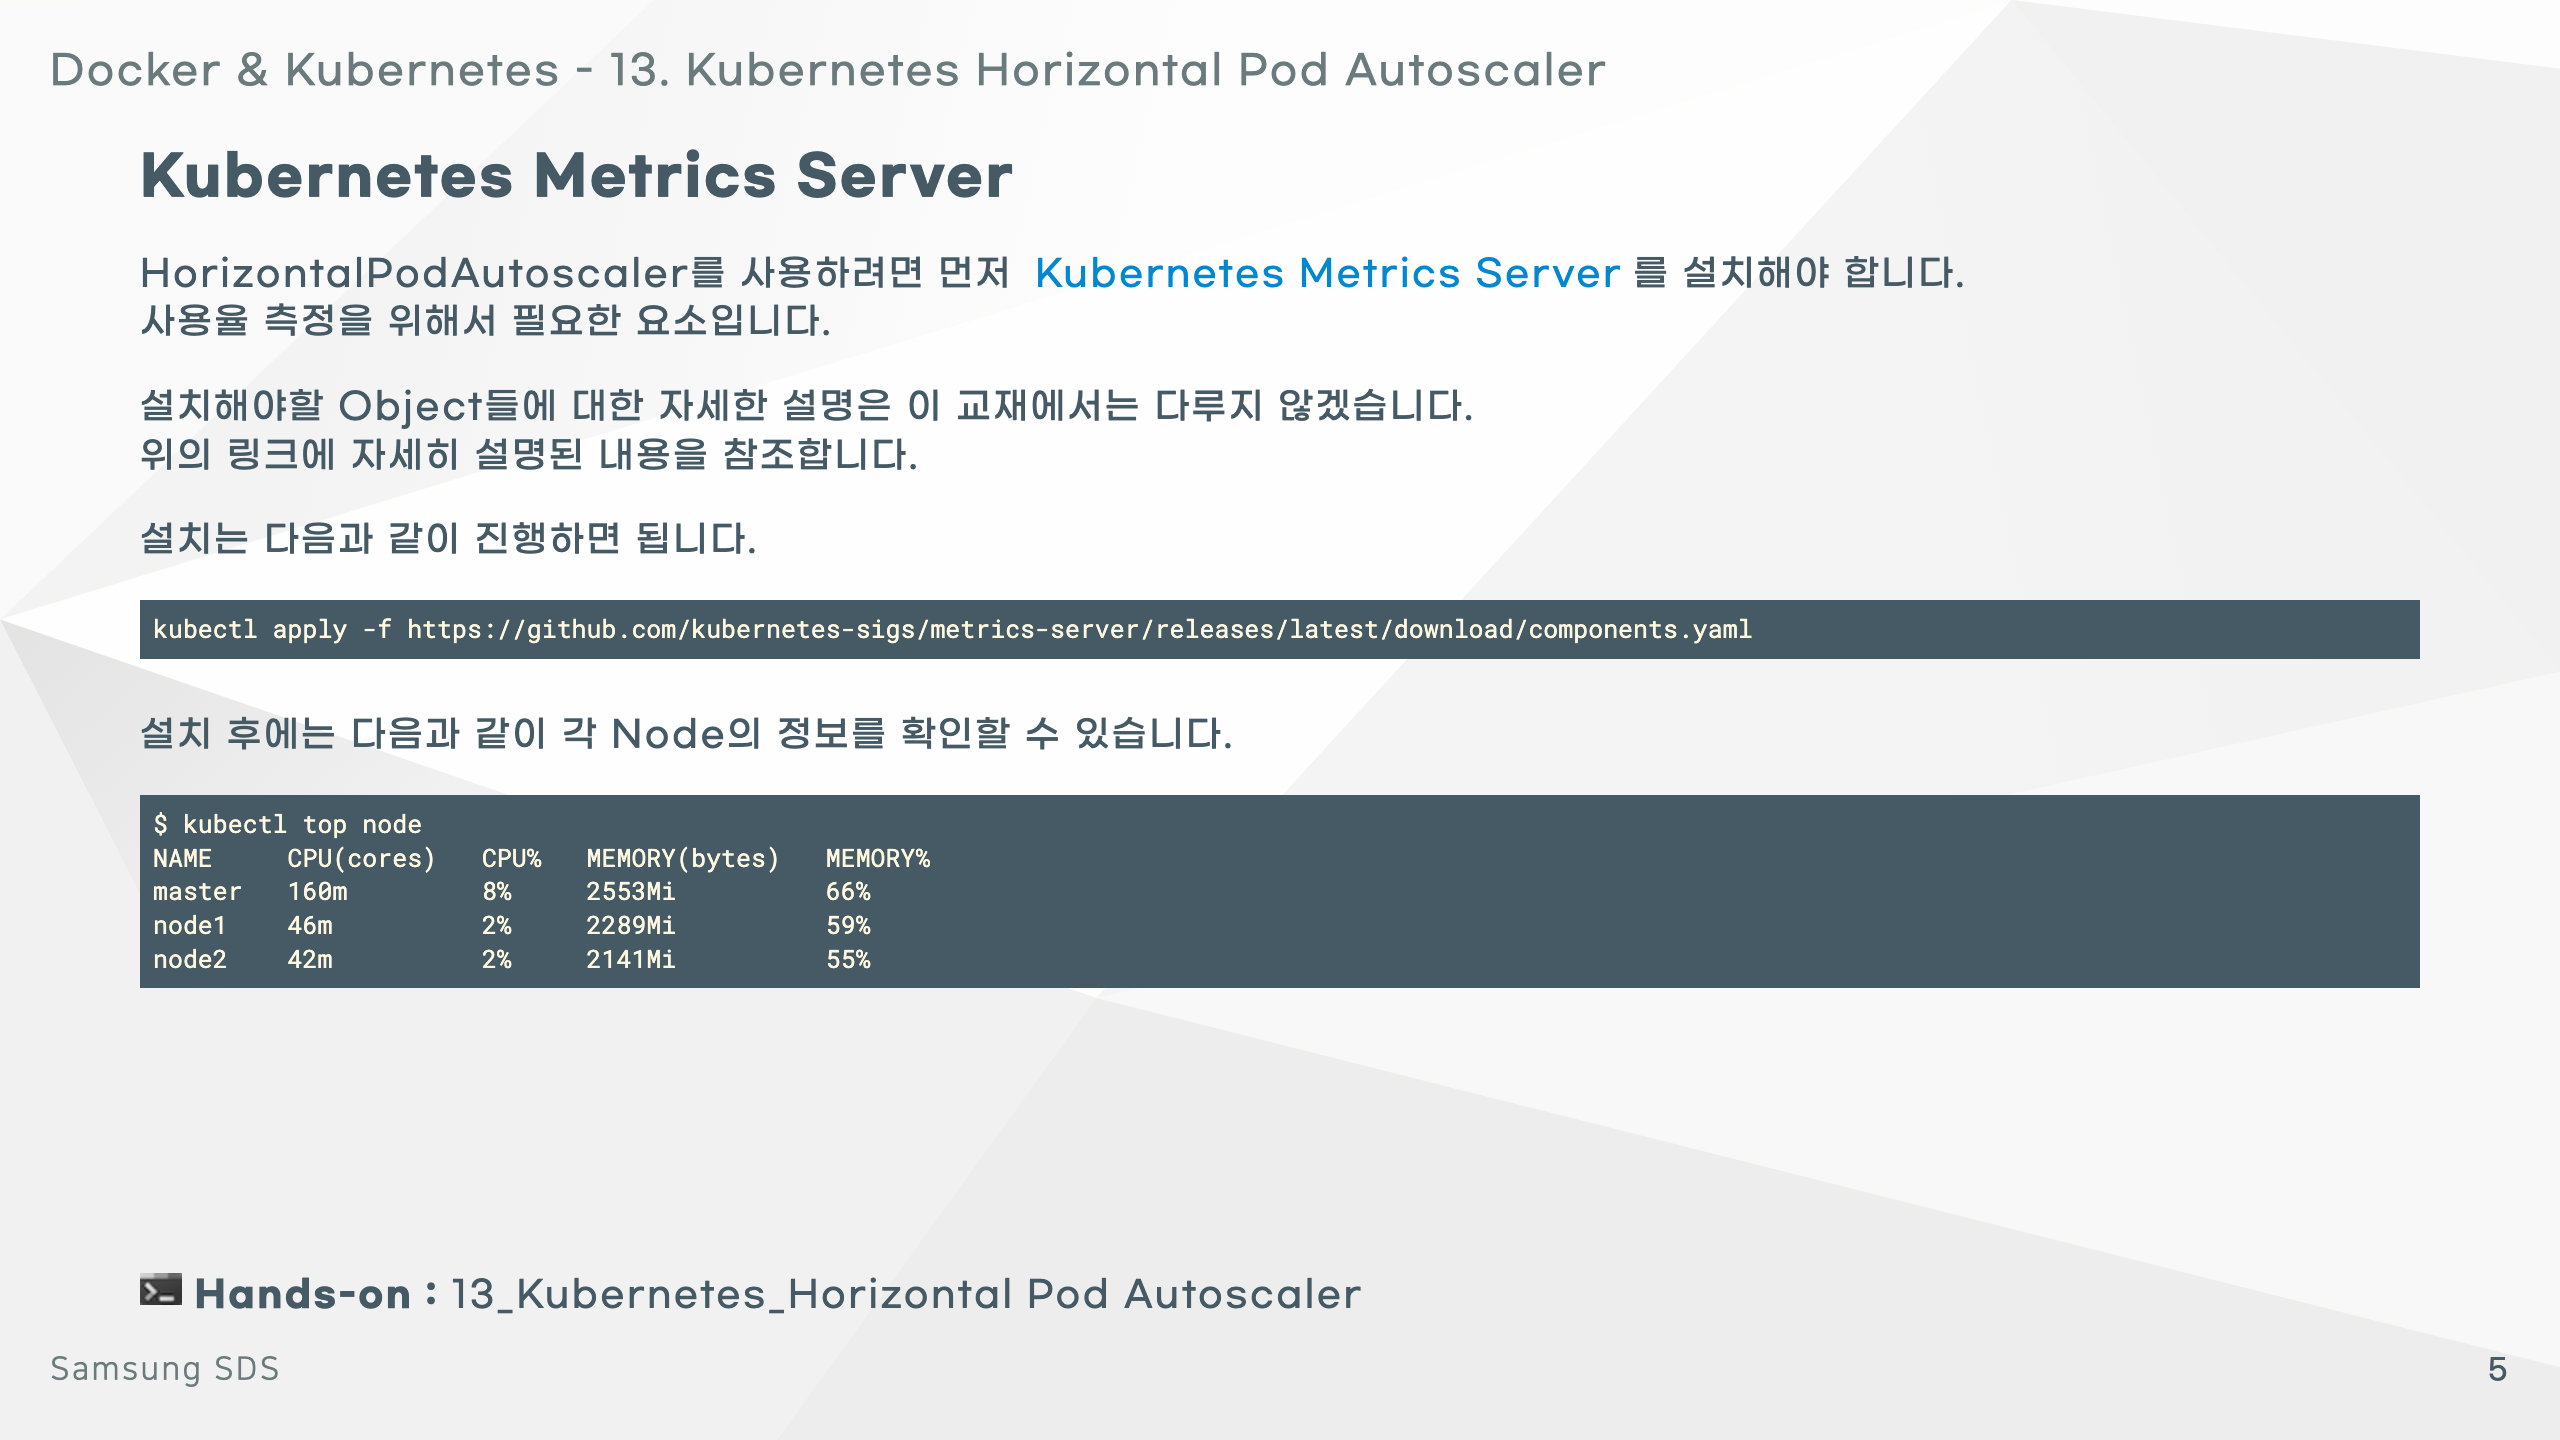 Docker & Kubernetes - 13. Kubernetes Horizontal Pod Autoscaler
Kubernetes Metrics Server
HorizontalPodAutoscaler를 사용하려면 먼저 Kubernetes Metrics Server 를 설치해야 합니다.
사용율 측정을 위해서 필요한 요소입니다.
설치해야할 Object들에 대한 자세한 설명은 이 교재에서는 다루지 않겠습니다.
위의 링크에 자세히 설명된 내용을 참조합니다.
설치는 다음과 같이 진행하면 됩니다.
kubectl apply -f https://github.com/kubernetes-sigs/metrics-server/releases/latest/download/components.yaml
설치 후에는 다음과 같이 각 Node의 정보를 확인할 수 있습니다.
$ kubectl top node
NAME     CPU(cores)   CPU%   MEMORY(bytes)   MEMORY%
master   160m         8%     2553Mi          66%
node1    46m          2%     2289Mi          59%
node2    42m          2%     2141Mi          55%
Hands-on : 13_Kubernetes_Horizontal Pod Autoscaler
Samsung SDS
5